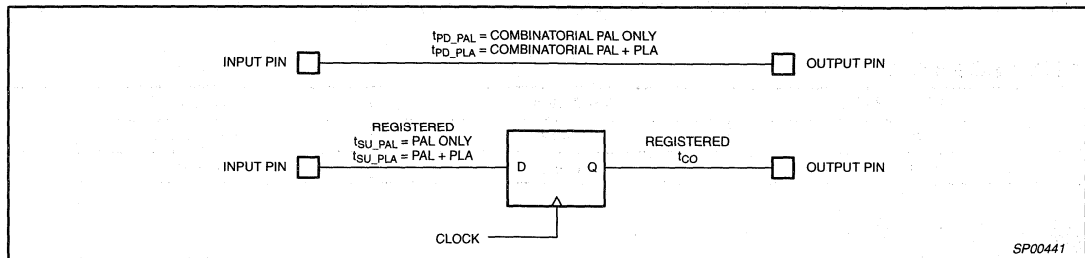 tPD_PAL = COMBINATORIAL PAL ONLY
tPD_PLA = COMBINATORIAL PAL + PLA
INPUT PIN
OUTPUT PIN
REGISTERED
tSU_PAL = PAL ONLY
tSU_PLA = PAL + PLA
REGISTERED
tCO
INPUT PIN
D
Q
OUTPUT PIN
CLOCK
SP00441